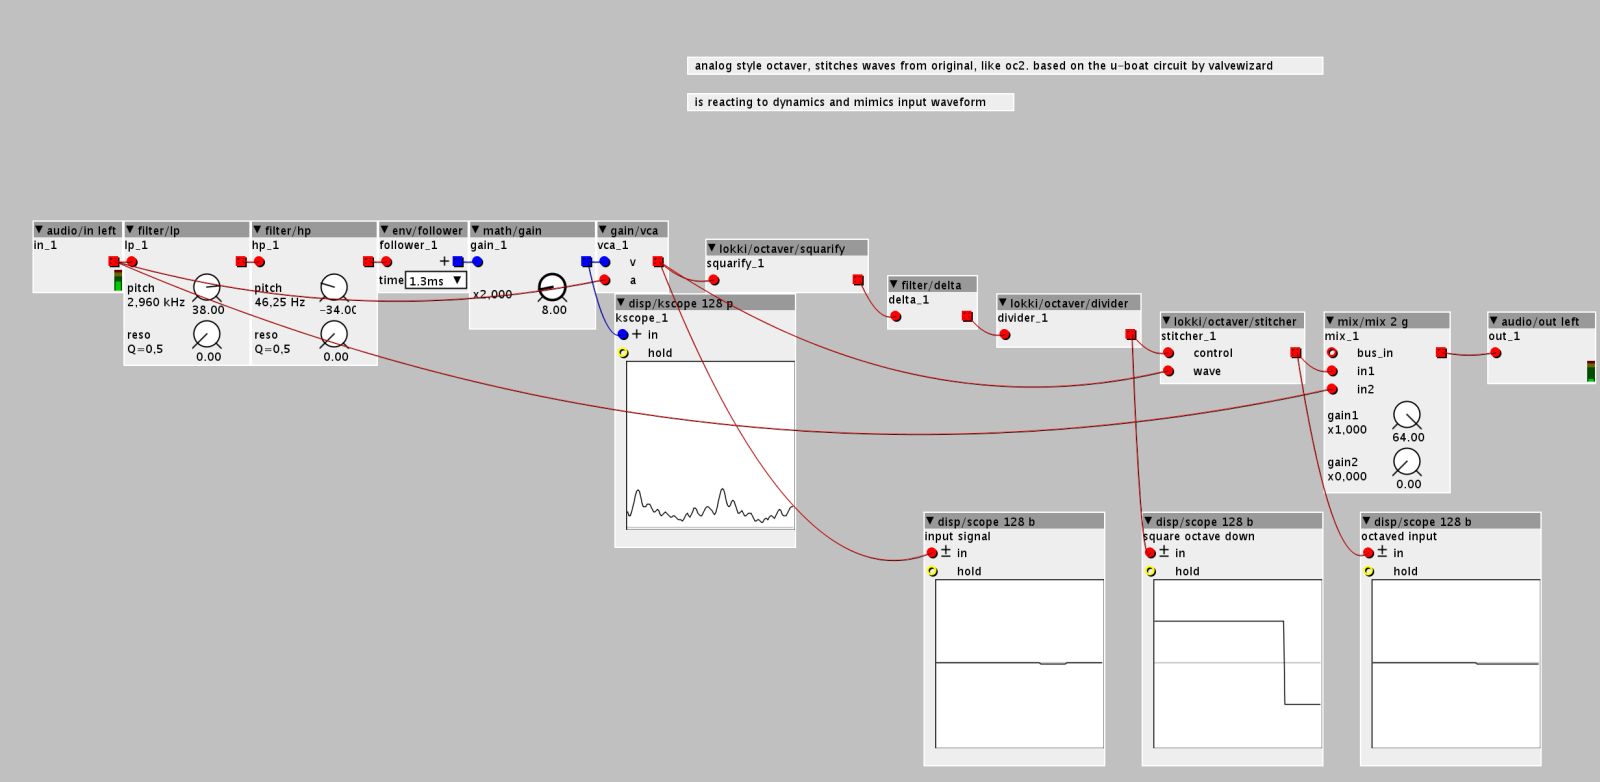 analog style octaver, stitches waves from original, like oc2. based on the u-boat circuit by valvewizard
is reacting to dynamics and mimics input waveform
audio/in left
in_1
filter/lp
lp_1
pitch
2,960 kHz
38.00
reso
Q=0,5
0.00
filter/hp
hp_1
pitch
46,25 Hz
-34.00
reso
Q=0,5
0.00
env/follower
follower_1
+
time
1.3ms
math/gain
gain_1
x2,000
8.00
gain/vca
vca_1
v
a
lokki/octaver/squarify
squarify_1
disp/kscope 128 p
kscope_1
+ in
hold
filter/delta
delta_1
lokki/octaver/divider
divider_1
lokki/octaver/stitcher
stitcher_1
control
wave
mix/mix 2 g
mix_1
bus_in
in1
in2
gain1
x1,000
64.00
gain2
x0,000
0.00
audio/out left
out_1
disp/scope 128 b
input signal
± in
hold
disp/scope 128 b
square octave down
± in
hold
disp/scope 128 b
octaved input
± in
hold